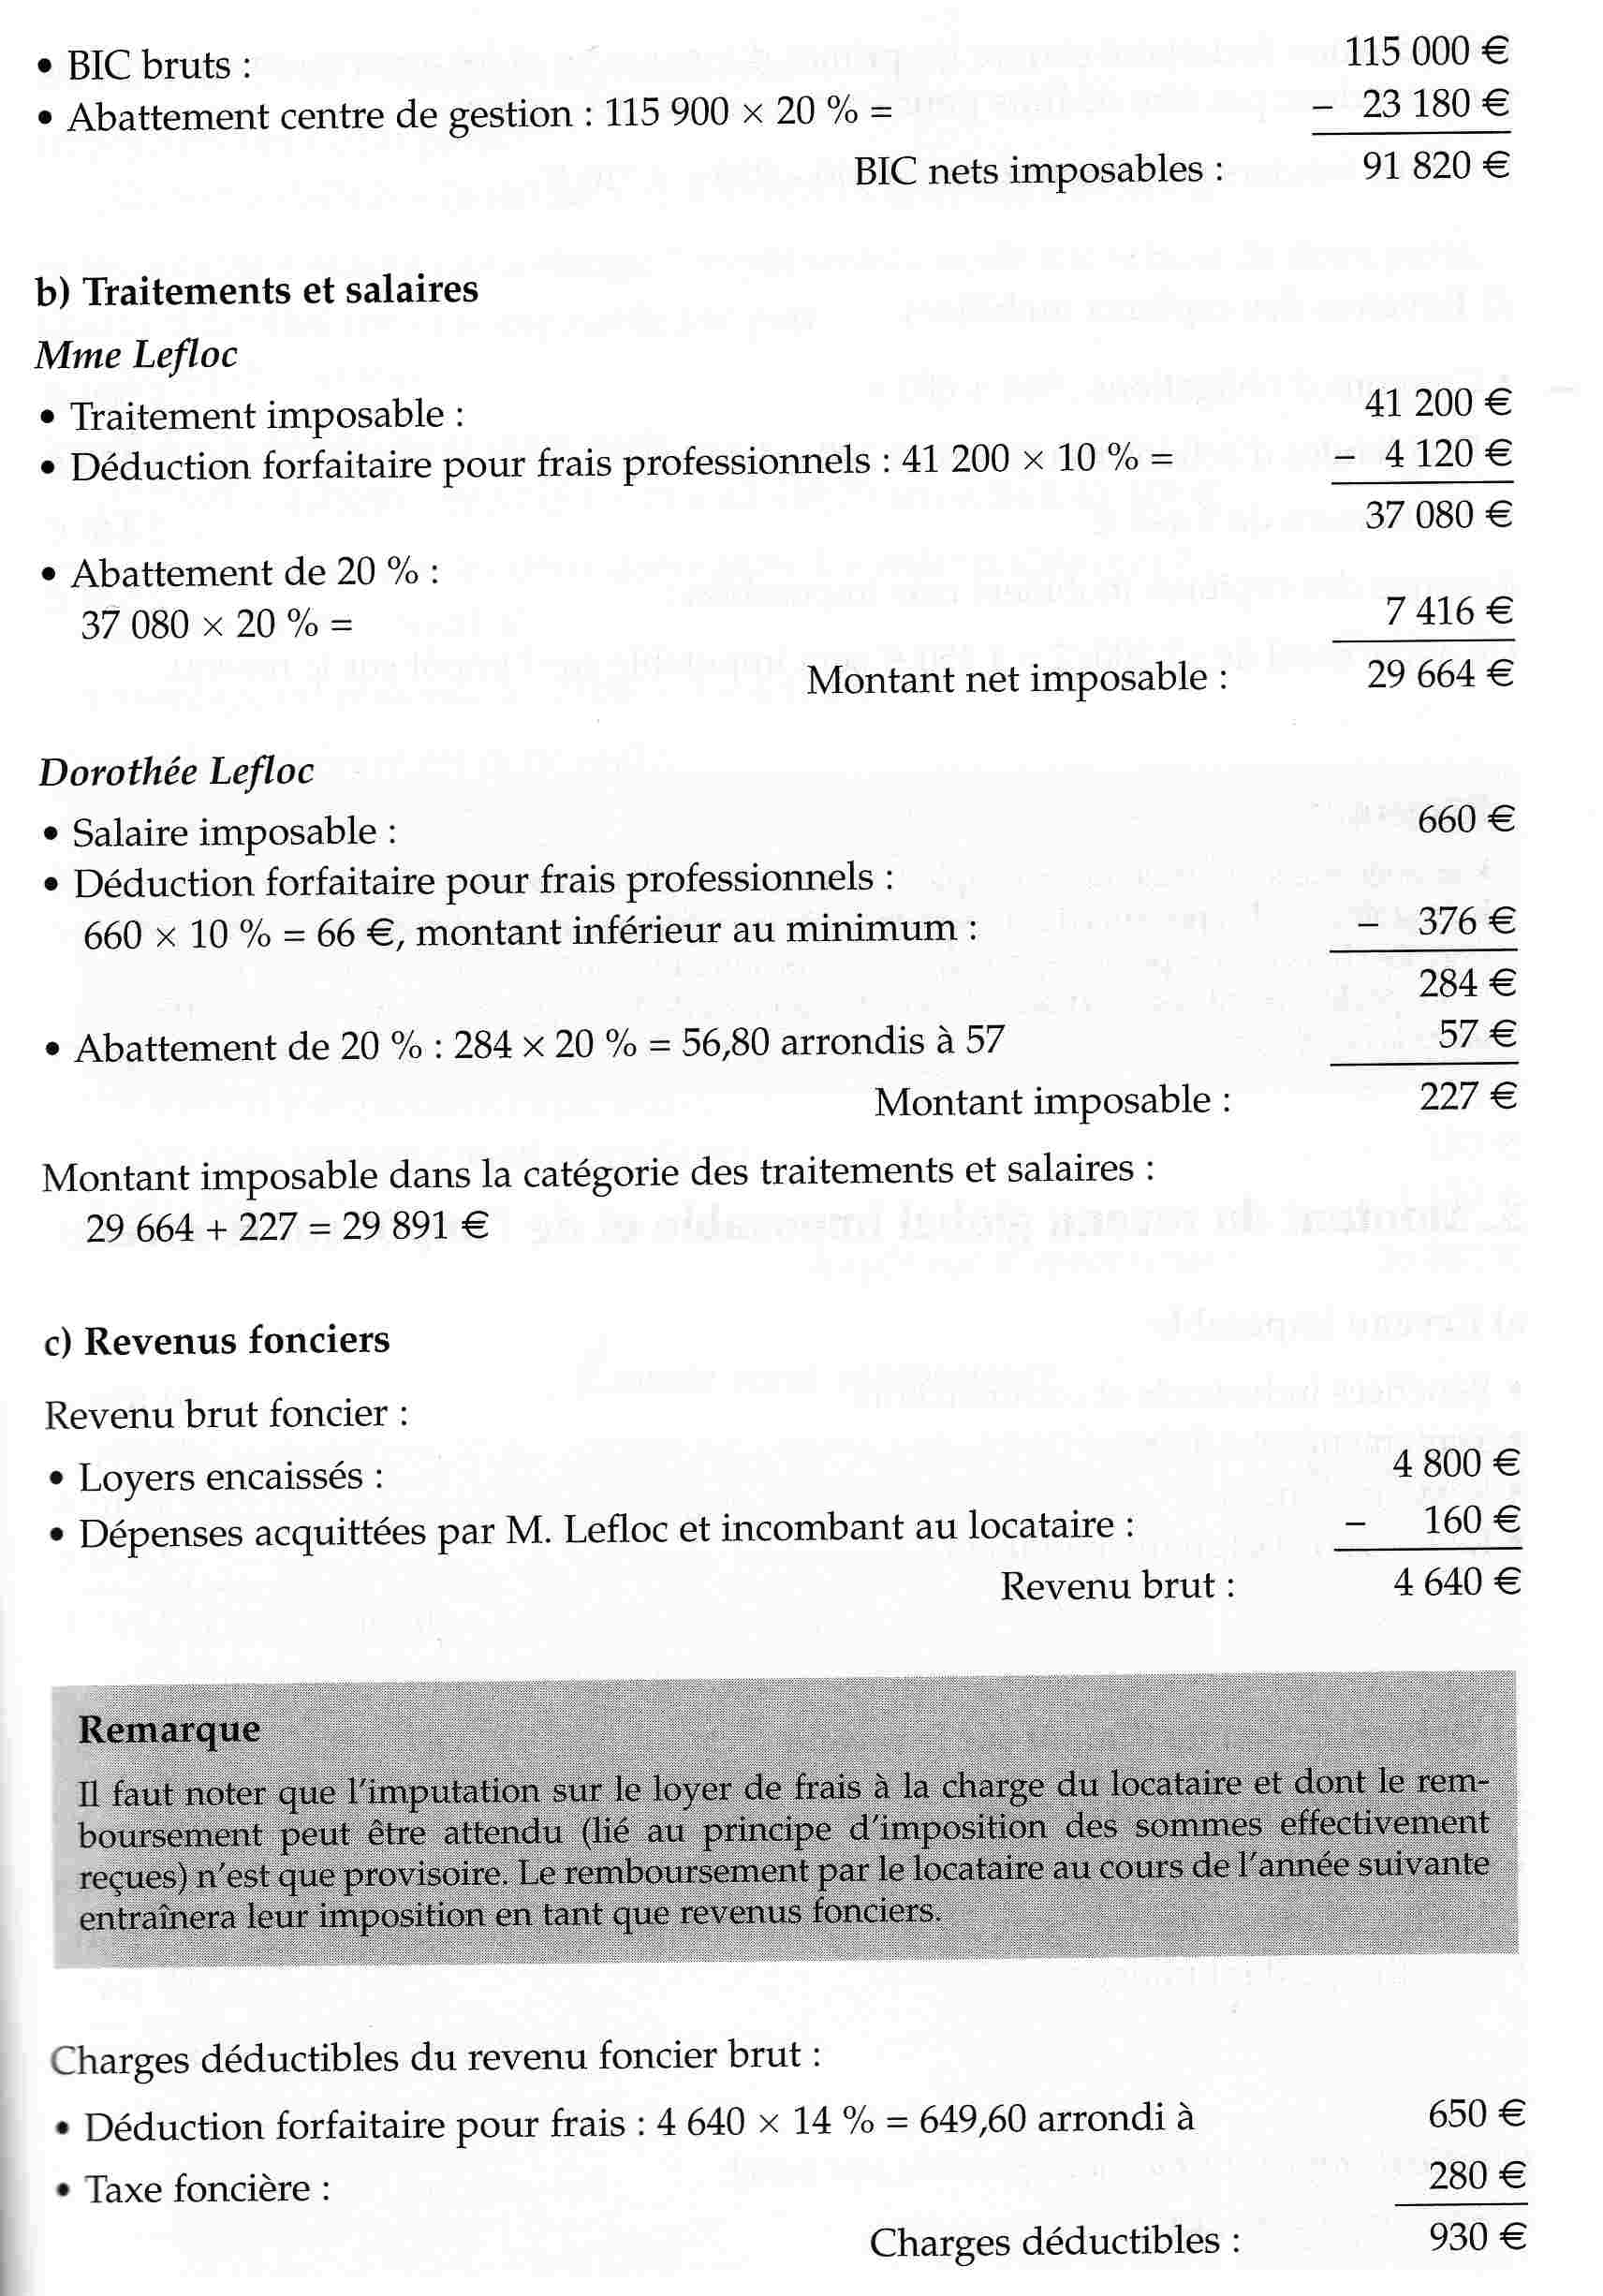 • BIC bruts : 115 000 €
• Abattement centre de gestion : 115 900 × 20 % = – 23 180 €
BIC nets imposables : 91 820 €
b) Traitements et salaires
Mme Lefloc
• Traitement imposable : 41 200 €
• Déduction forfaitaire pour frais professionnels : 41 200 × 10 % = – 4 120 €
37 080 €
• Abattement de 20 % :
37 080 × 20 % = 7 416 €
Montant net imposable : 29 664 €
Dorothée Lefloc
• Salaire imposable : 660 €
• Déduction forfaitaire pour frais professionnels :
660 × 10 % = 66 €, montant inférieur au minimum : – 376 €
284 €
• Abattement de 20 % : 284 × 20 % = 56,80 arrondis à 57 57 €
Montant imposable : 227 €
Montant imposable dans la catégorie des traitements et salaires :
29 664 + 227 = 29 891 €
c) Revenus fonciers
Revenu brut foncier :
• Loyers encaissés : 4 800 €
• Dépenses acquittées par M. Lefloc et incombant au locataire : – 160 €
Revenu brut : 4 640 €
Remarque
Il faut noter que l'imputation sur le loyer de frais à la charge du locataire et dont le rem-
boursement peut être attendu (lié au principe d'imposition des sommes effectivement
reçues) n'est que provisoire. Le remboursement par le locataire au cours de l'année suivante
entraînera leur imposition en tant que revenus fonciers.
Charges déductibles du revenu foncier brut :
• Déduction forfaitaire pour frais : 4 640 × 14 % = 649,60 arrondi à 650 €
• Taxe foncière : 280 €
Charges déductibles : 930 €